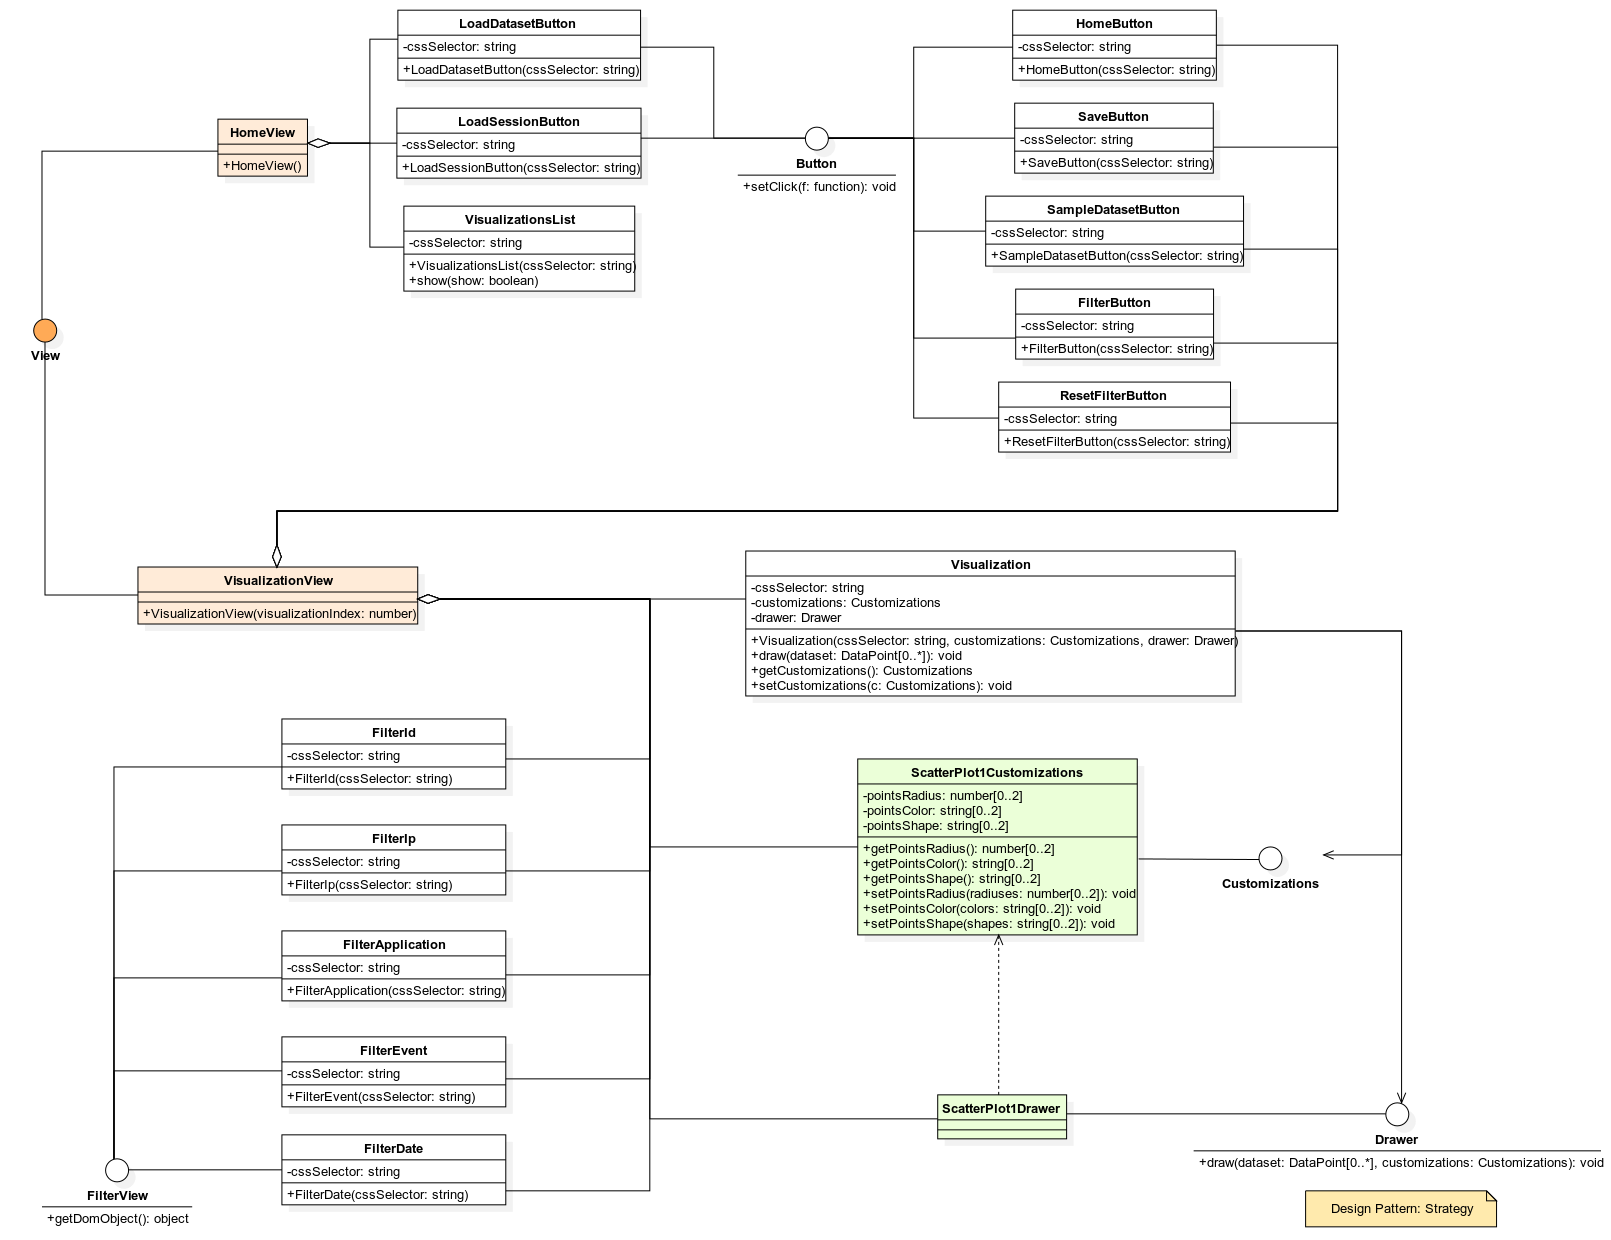 LoadDatasetButton
-cssSelector: string
+LoadDatasetButton(cssSelector: string)
HomeButton
-cssSelector: string
+HomeButton(cssSelector: string)
HomeView
+HomeView()
LoadSessionButton
-cssSelector: string
+LoadSessionButton(cssSelector: string)
Button
+setClick(f: function): void
SaveButton
-cssSelector: string
+SaveButton(cssSelector: string)
VisualizationsList
-cssSelector: string
+VisualizationsList(cssSelector: string)
+show(show: boolean)
SampleDatasetButton
-cssSelector: string
+SampleDatasetButton(cssSelector: string)
View
FilterButton
-cssSelector: string
+FilterButton(cssSelector: string)
ResetFilterButton
-cssSelector: string
+ResetFilterButton(cssSelector: string)
VisualizationView
+VisualizationView(visualizationIndex: number)
Visualization
-cssSelector: string
-customizations: Customizations
-drawer: Drawer
+Visualization(cssSelector: string, customizations: Customizations, drawer: Drawer)
+draw(dataset: DataPoint[0..*]): void
+getCustomizations(): Customizations
+setCustomizations(c: Customizations): void
FilterId
-cssSelector: string
+FilterId(cssSelector: string)
ScatterPlot1Customizations
-pointsRadius: number[0..2]
-pointsColor: string[0..2]
-pointsShape: string[0..2]
+getPointsRadius(): number[0..2]
+getPointsColor(): string[0..2]
+getPointsShape(): string[0..2]
+setPointsRadius(radiuses: number[0..2]): void
+setPointsColor(colors: string[0..2]): void
+setPointsShape(shapes: string[0..2]): void
FilterIp
-cssSelector: string
+FilterIp(cssSelector: string)
Customizations
FilterApplication
-cssSelector: string
+FilterApplication(cssSelector: string)
FilterEvent
-cssSelector: string
+FilterEvent(cssSelector: string)
ScatterPlot1Drawer
FilterDate
-cssSelector: string
+FilterDate(cssSelector: string)
Drawer
+draw(dataset: DataPoint[0..*], customizations: Customizations): void
FilterView
+getDomObject(): object
Design Pattern: Strategy